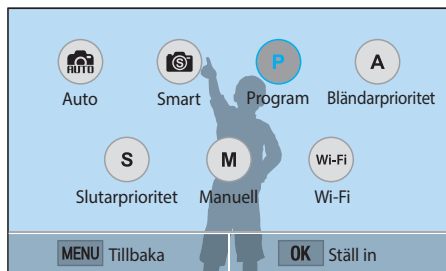 AUTO
S
P
A
Auto
Smart
Program
Bländarprioritet
S
M
Wi-Fi
Slutarprioritet
Manuell
Wi-Fi
MENU Tillbaka
OK Ställ in